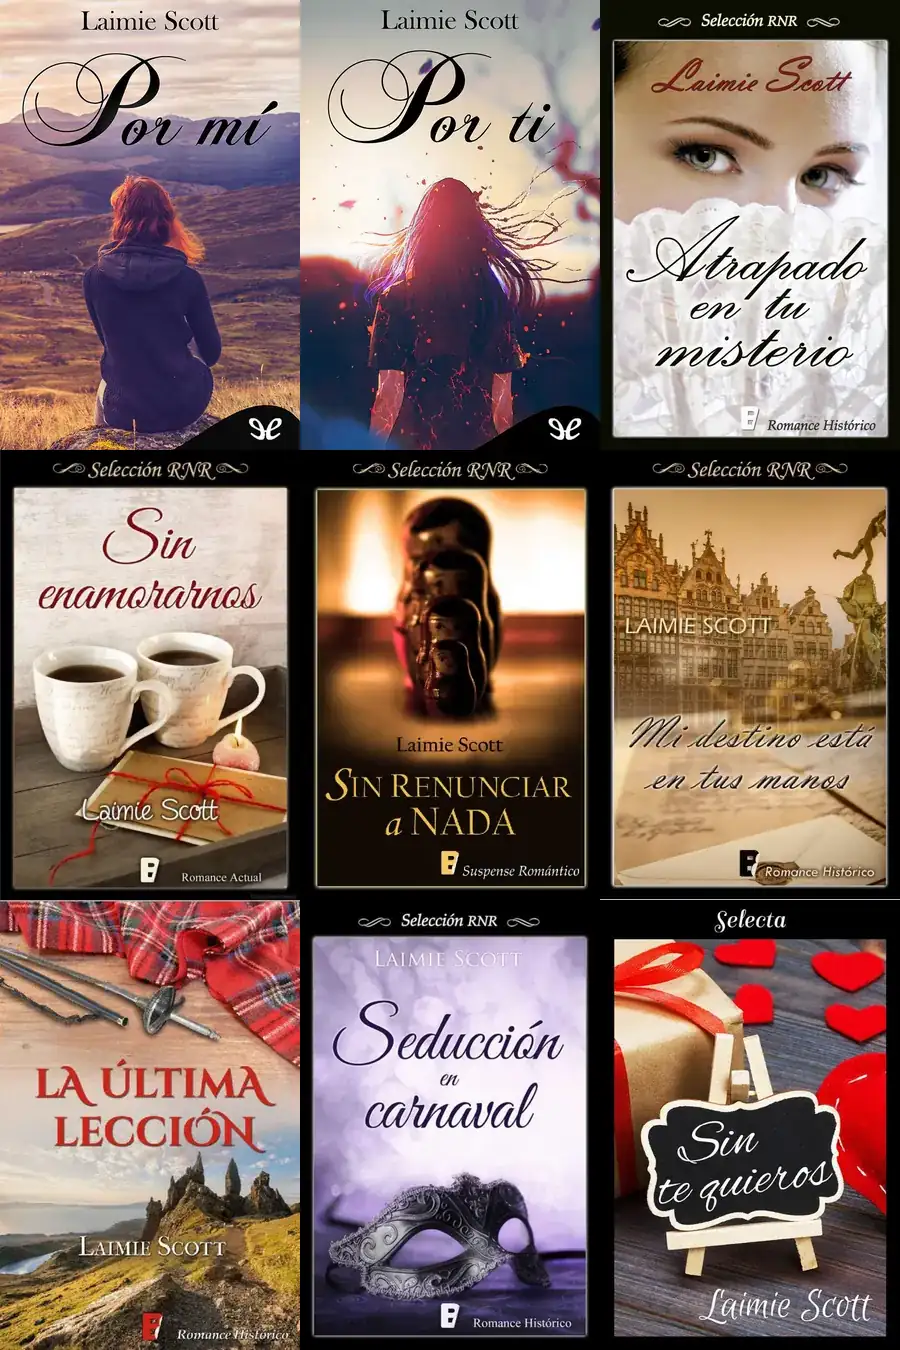 Laimie Scott
Por mí
Laimie Scott
Por ti
Selección RNR
Laimie Scott
Atrapado
en tu
misterio
B
Romance Histórico
Selección RNR
Sin
enamorarnos
Laimie Scott
B
Romance Actual
Selección RNR
Laimie Scott
SIN RENUNCIAR
a NADA
B
Suspense Romántico
Selección RNR
LAIMIE SCOTT
Mi destino está
en tus manos
B
Romance Histórico
LA ÚLTIMA
LECCIÓN
LAIMIE SCOTT
B
Romance Histórico
Selección RNR
LAIMIE SCOTT
Seducción
en
carnaval
B
Romance Histórico
Selecta
Sin
te quieros
Laimie Scott